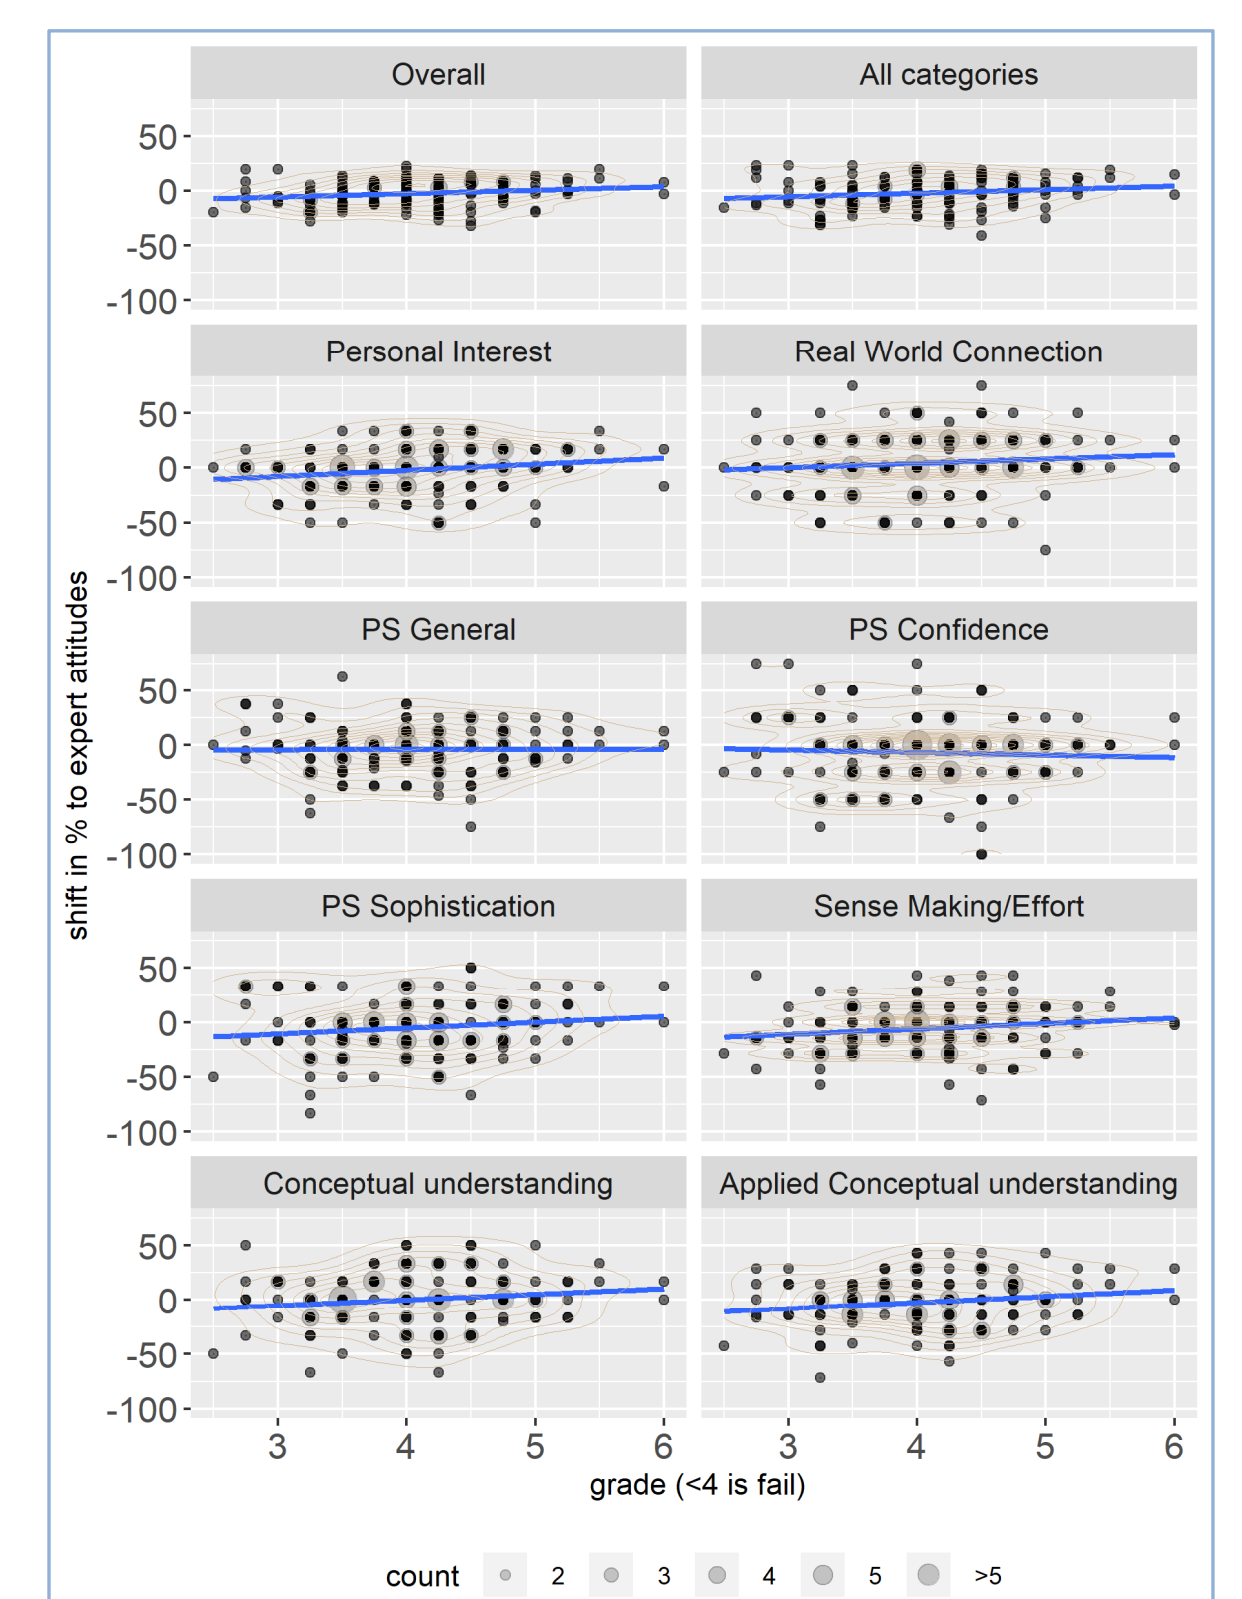 Overall
All categories
50
0
-50
-100
Personal Interest
Real World Connection
50
0
-50
-100
PS General
PS Confidence
50
0
-50
-100
PS Sophistication
Sense Making/Effort
50
0
-50
-100
Conceptual understanding
Applied Conceptual understanding
50
0
-50
-100
shift in % to expert attitudes
3 4 5 6
3 4 5 6
grade (<4 is fail)
count 2 3 4 5 >5